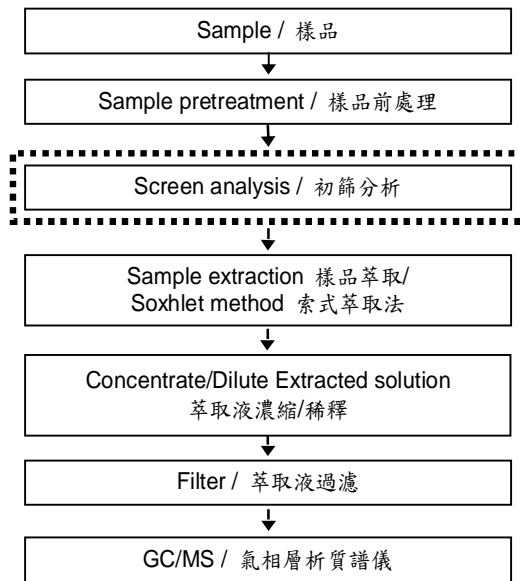 Sample / 樣品
Sample pretreatment / 樣品前處理
Screen analysis / 初篩分析
Sample extraction 樣品萃取/
Soxhlet method 索式萃取法
Concentrate/Dilute Extracted solution
萃取液濃縮/稀釋
Filter / 萃取液過濾
GC/MS / 氣相層析質譜儀